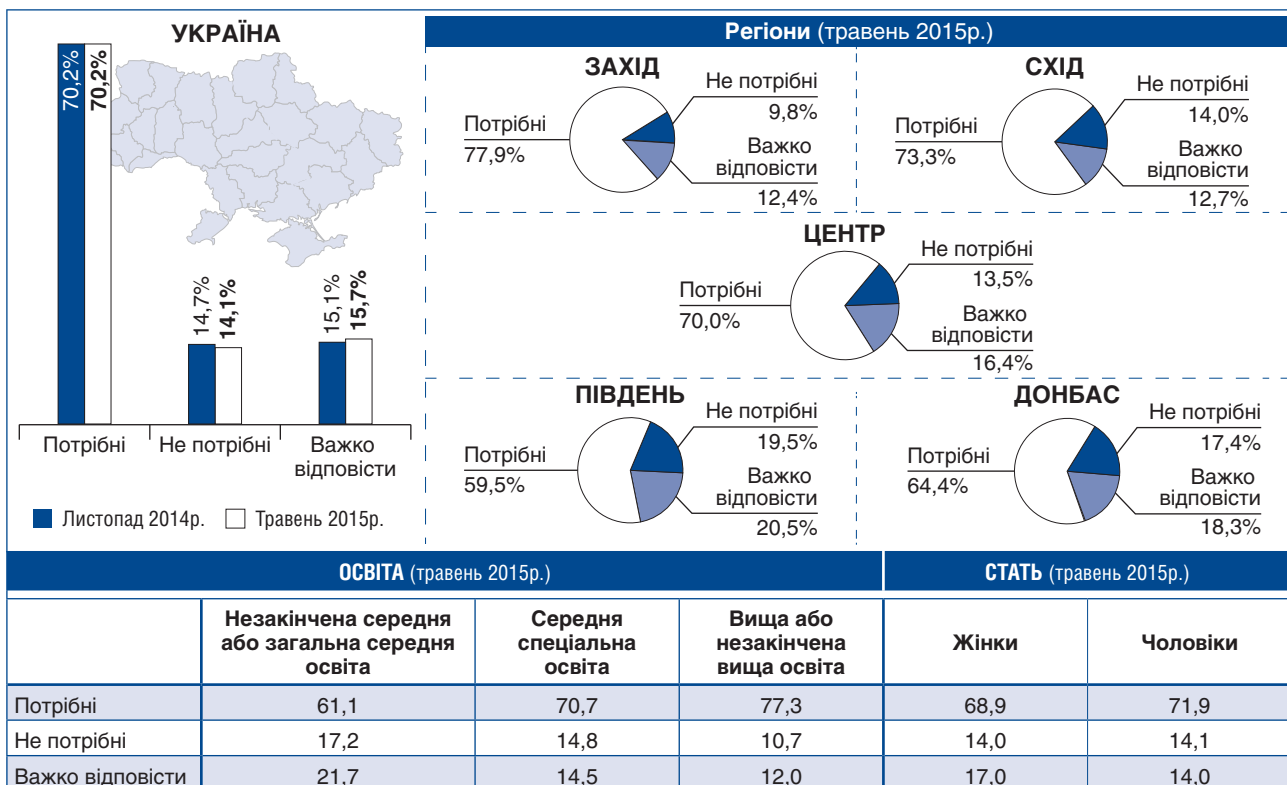 УКРАЇНА
70,2%
70,2%
14,7%
14,1%
15,1%
15,7%
Потрібні
Не потрібні
Важко
відповісти
Листопад 2014р.
Травень 2015р.
Регіони (травень 2015р.)
ЗАХІД
Потрібні
77,9%
Не потрібні
9,8%
Важко
відповісти
12,4%
СХІД
Потрібні
73,3%
Не потрібні
14,0%
Важко
відповісти
12,7%
ЦЕНТР
Потрібні
70,0%
Не потрібні
13,5%
Важко
відповісти
16,4%
ПІВДЕНЬ
Потрібні
59,5%
Не потрібні
19,5%
Важко
відповісти
20,5%
ДОНБАС
Потрібні
64,4%
Не потрібні
17,4%
Важко
відповісти
18,3%
ОСВІТА (травень 2015р.) СТАТЬ (травень 2015р.)
Незакінчена середня
або загальна середня
освіта
Середня
спеціальна
освіта
Вища або
незакінчена
вища освіта
Жінки
Чоловіки
Потрібні 61,1 70,7 77,3 68,9 71,9
Не потрібні 17,2 14,8 10,7 14,0 14,1
Важко відповісти 21,7 14,5 12,0 17,0 14,0